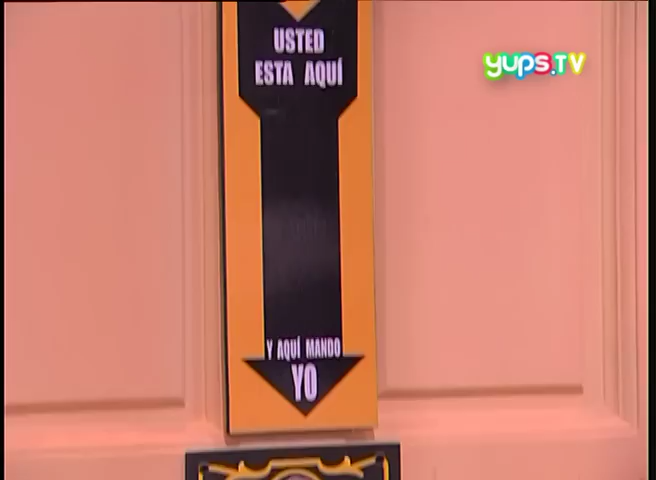 yups.TV
USTED
ESTA AQUÍ
Y AQUÍ MANDO
YO